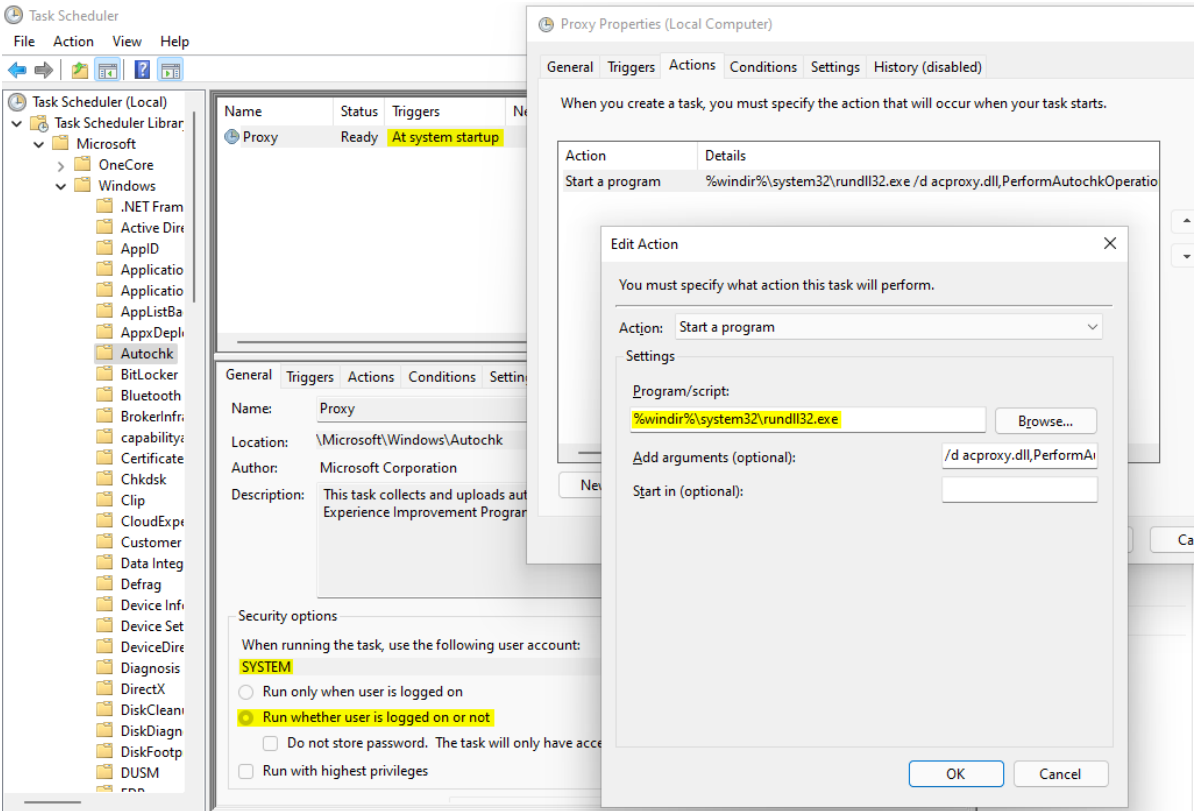 Task Scheduler
File Action View Help
Task Scheduler (Local)
Task Scheduler Librar
Microsoft
OneCore
Windows
.NET Fram
Active Dire
AppID
Applicatio
Applicatio
AppListBa
AppxDepl
Autochk
BitLocker
Bluetooth
BrokerInfra
capabilitya
Certificate
Chkdsk
Clip
CloudExpe
Customer
Data Integ
Defrag
Device Info
Device Set
DeviceDire
Diagnosis
DirectX
DiskCleanu
DiskDiagn
DiskFootp
DUSM
EDP
Name Status Triggers Ne
Proxy Ready At system startup
General Triggers Actions Conditions Settin
Name: Proxy
Location: \Microsoft\Windows\Autochk
Author: Microsoft Corporation
Description: This task collects and uploads aut
Experience Improvement Program
Security options
When running the task, use the following user account:
SYSTEM
Run only when user is logged on
Run whether user is logged on or not
Do not store password. The task will only have acce
Run with highest privileges
Proxy Properties (Local Computer)
General Triggers Actions Conditions Settings History (disabled)
When you create a task, you must specify the action that will occur when your task starts.
Action Details
Start a program %windir%\system32\rundll32.exe /d acproxy.dll,PerformAutochkOperatio
Nev
Ca
Edit Action
You must specify what action this task will perform.
Action: Start a program
Settings
Program/script:
%windir%\system32\rundll32.exe Browse...
Add arguments (optional): /d acproxy.dll,PerformAu
Start in (optional):
OK Cancel